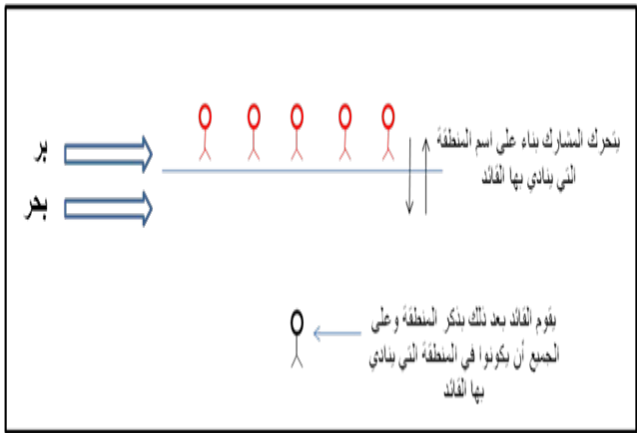 بر
بحر
يتحرك المشارك بناء على اسم المنطقة
التي ينادي بها القائد
يقوم القائد بعد ذلك بذكر المنطقة وعلى
الجميع أن يكونوا في المنطقة التي ينادي
بها القائد